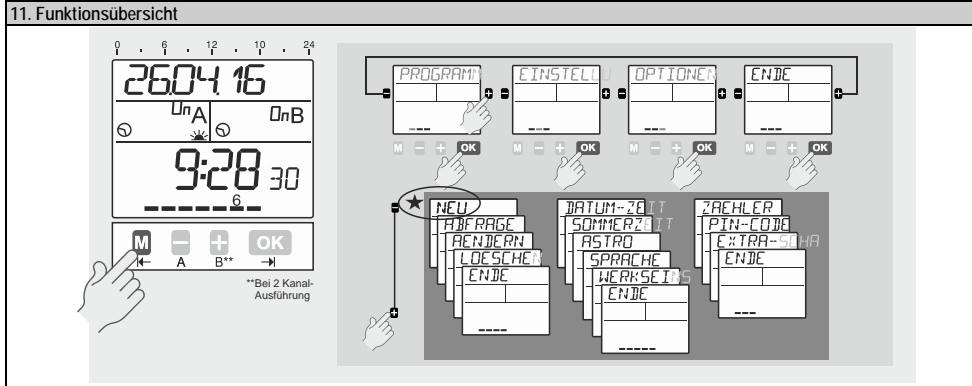 11. Funktionsübersicht
0 . 6 . 12 . 10 . 24
26.04.16
On A On B
9:28 30
6
M - + OK
A B**
**Bei 2 Kanal-
Ausführung
PROGRAMM EINSTELLU OPTIONEN ENDE
M - + OK M - + OK M - + OK M - + OK
NEU
ABFRAGE
AENDERN
LOESCHEN
ENDE
DATUM-ZEIT
SOMMERZEIT
ASTRO
SPRACHE
WERKSEINS
ENDE
ZAEHLER
PIN-CODE
EXTRA-SCHA
ENDE